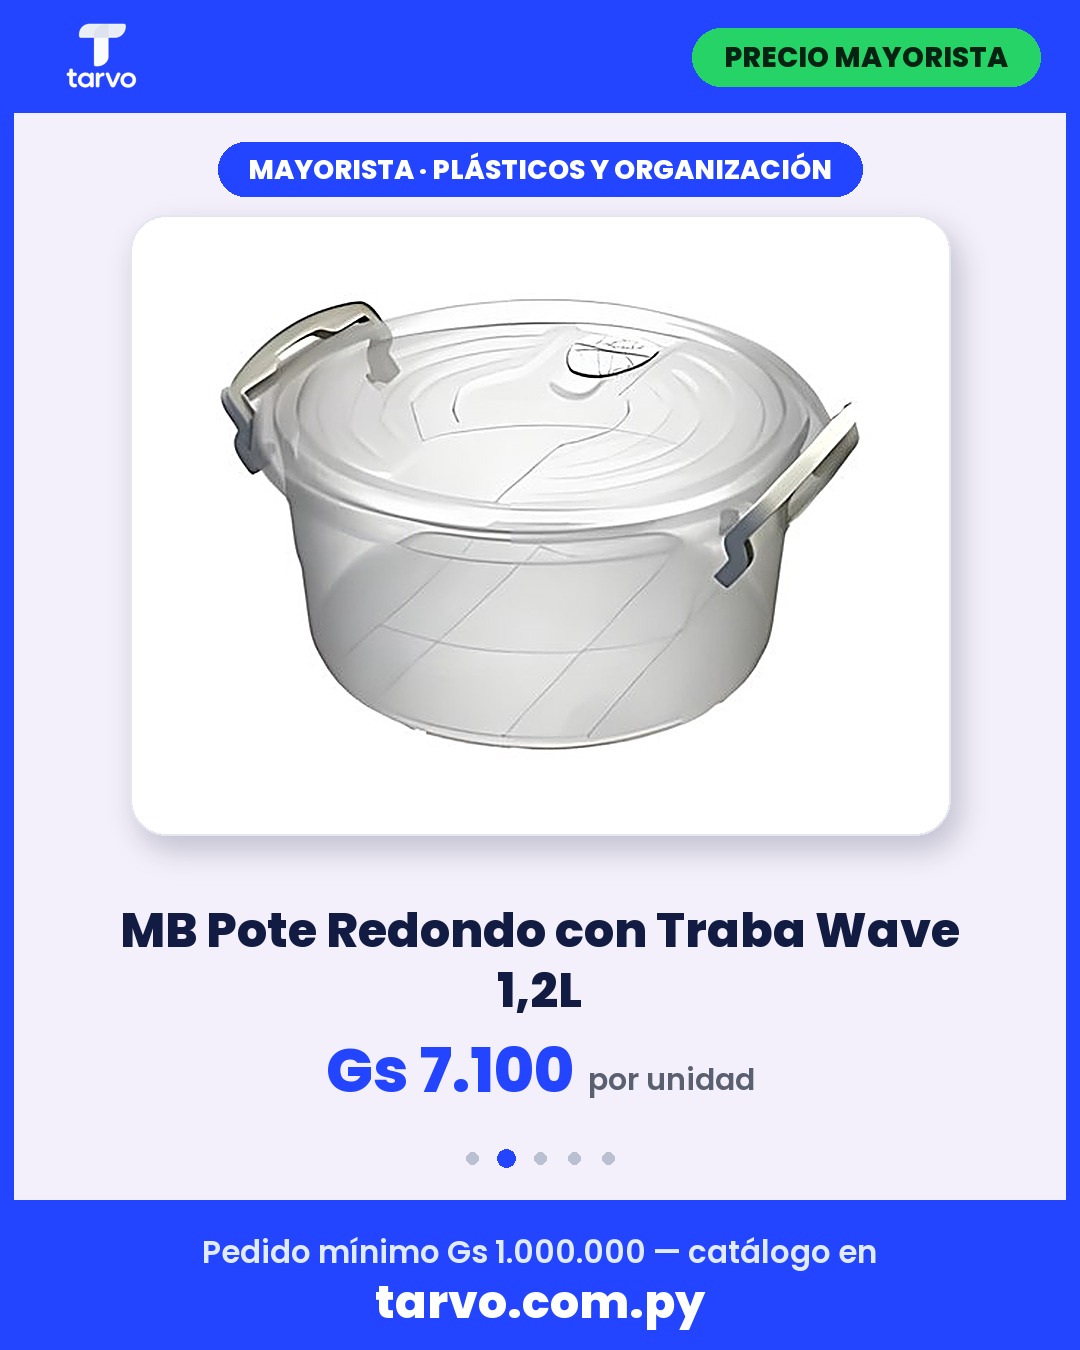 tarvo
PRECIO MAYORISTA
MAYORISTA · PLÁSTICOS Y ORGANIZACIÓN
MB Pote Redondo con Traba Wave
1,2L
Gs 7.100 por unidad
Pedido mínimo Gs 1.000.000 — catálogo en
tarvo.com.py